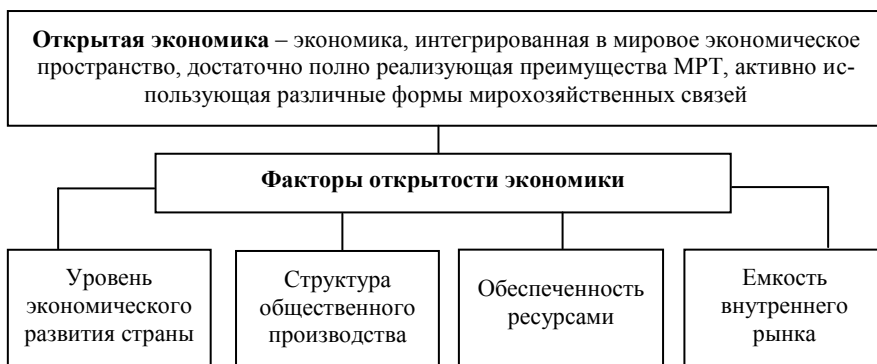 Открытая экономика – экономика, интегрированная в мировое экономическое
пространство, достаточно полно реализующая преимущества МРТ, активно ис-
пользующая различные формы мирохозяйственных связей
Факторы открытости экономики
Уровень
экономического
развития страны
Структура
общественного
производства
Обеспеченность
ресурсами
Емкость
внутреннего
рынка